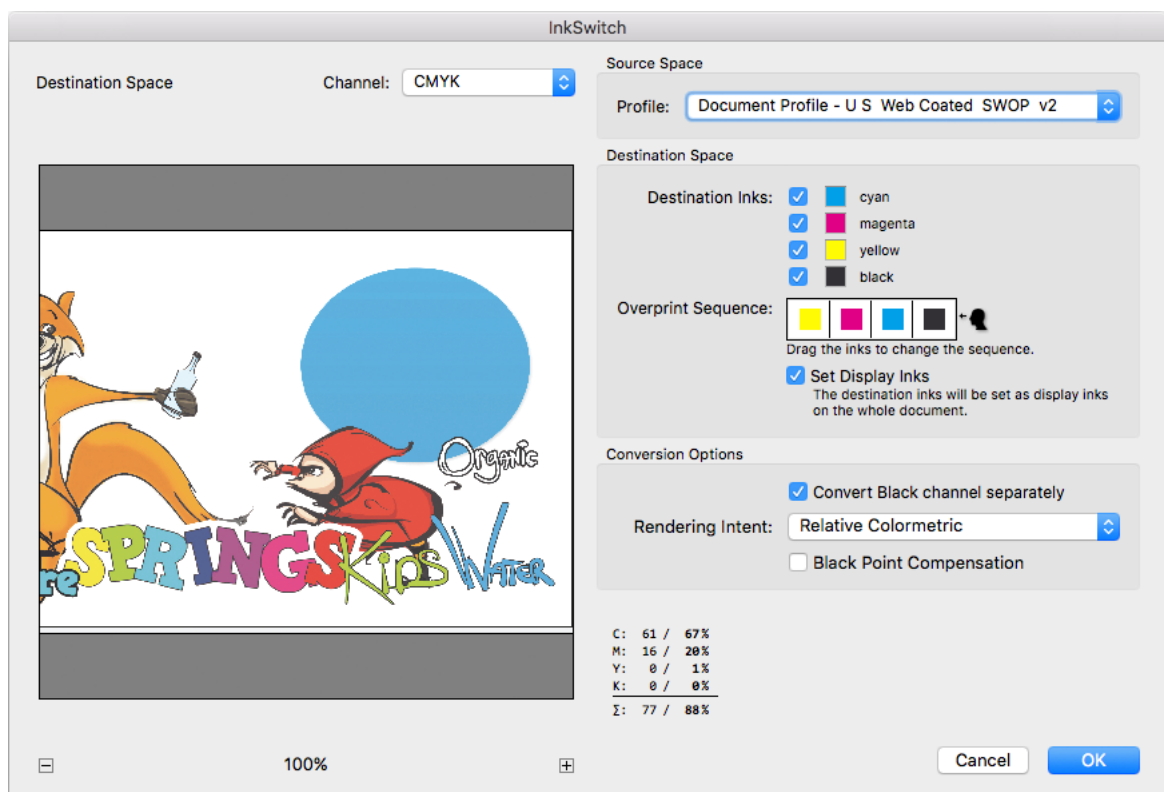 InkSwitch
Destination Space
Channel: CMYK
Organic
re SPRINGS Kids Water
100%
Source Space
Profile: Document Profile - U S Web Coated SWOP v2
Destination Space
Destination Inks:
cyan
magenta
yellow
black
Overprint Sequence:
Drag the inks to change the sequence.
Set Display Inks
The destination inks will be set as display inks
on the whole document.
Conversion Options
Convert Black channel separately
Rendering Intent: Relative Colormetric
Black Point Compensation
C: 61 / 67%
M: 16 / 20%
Y: 0 / 1%
K: 0 / 0%
Σ: 77 / 88%
Cancel
OK